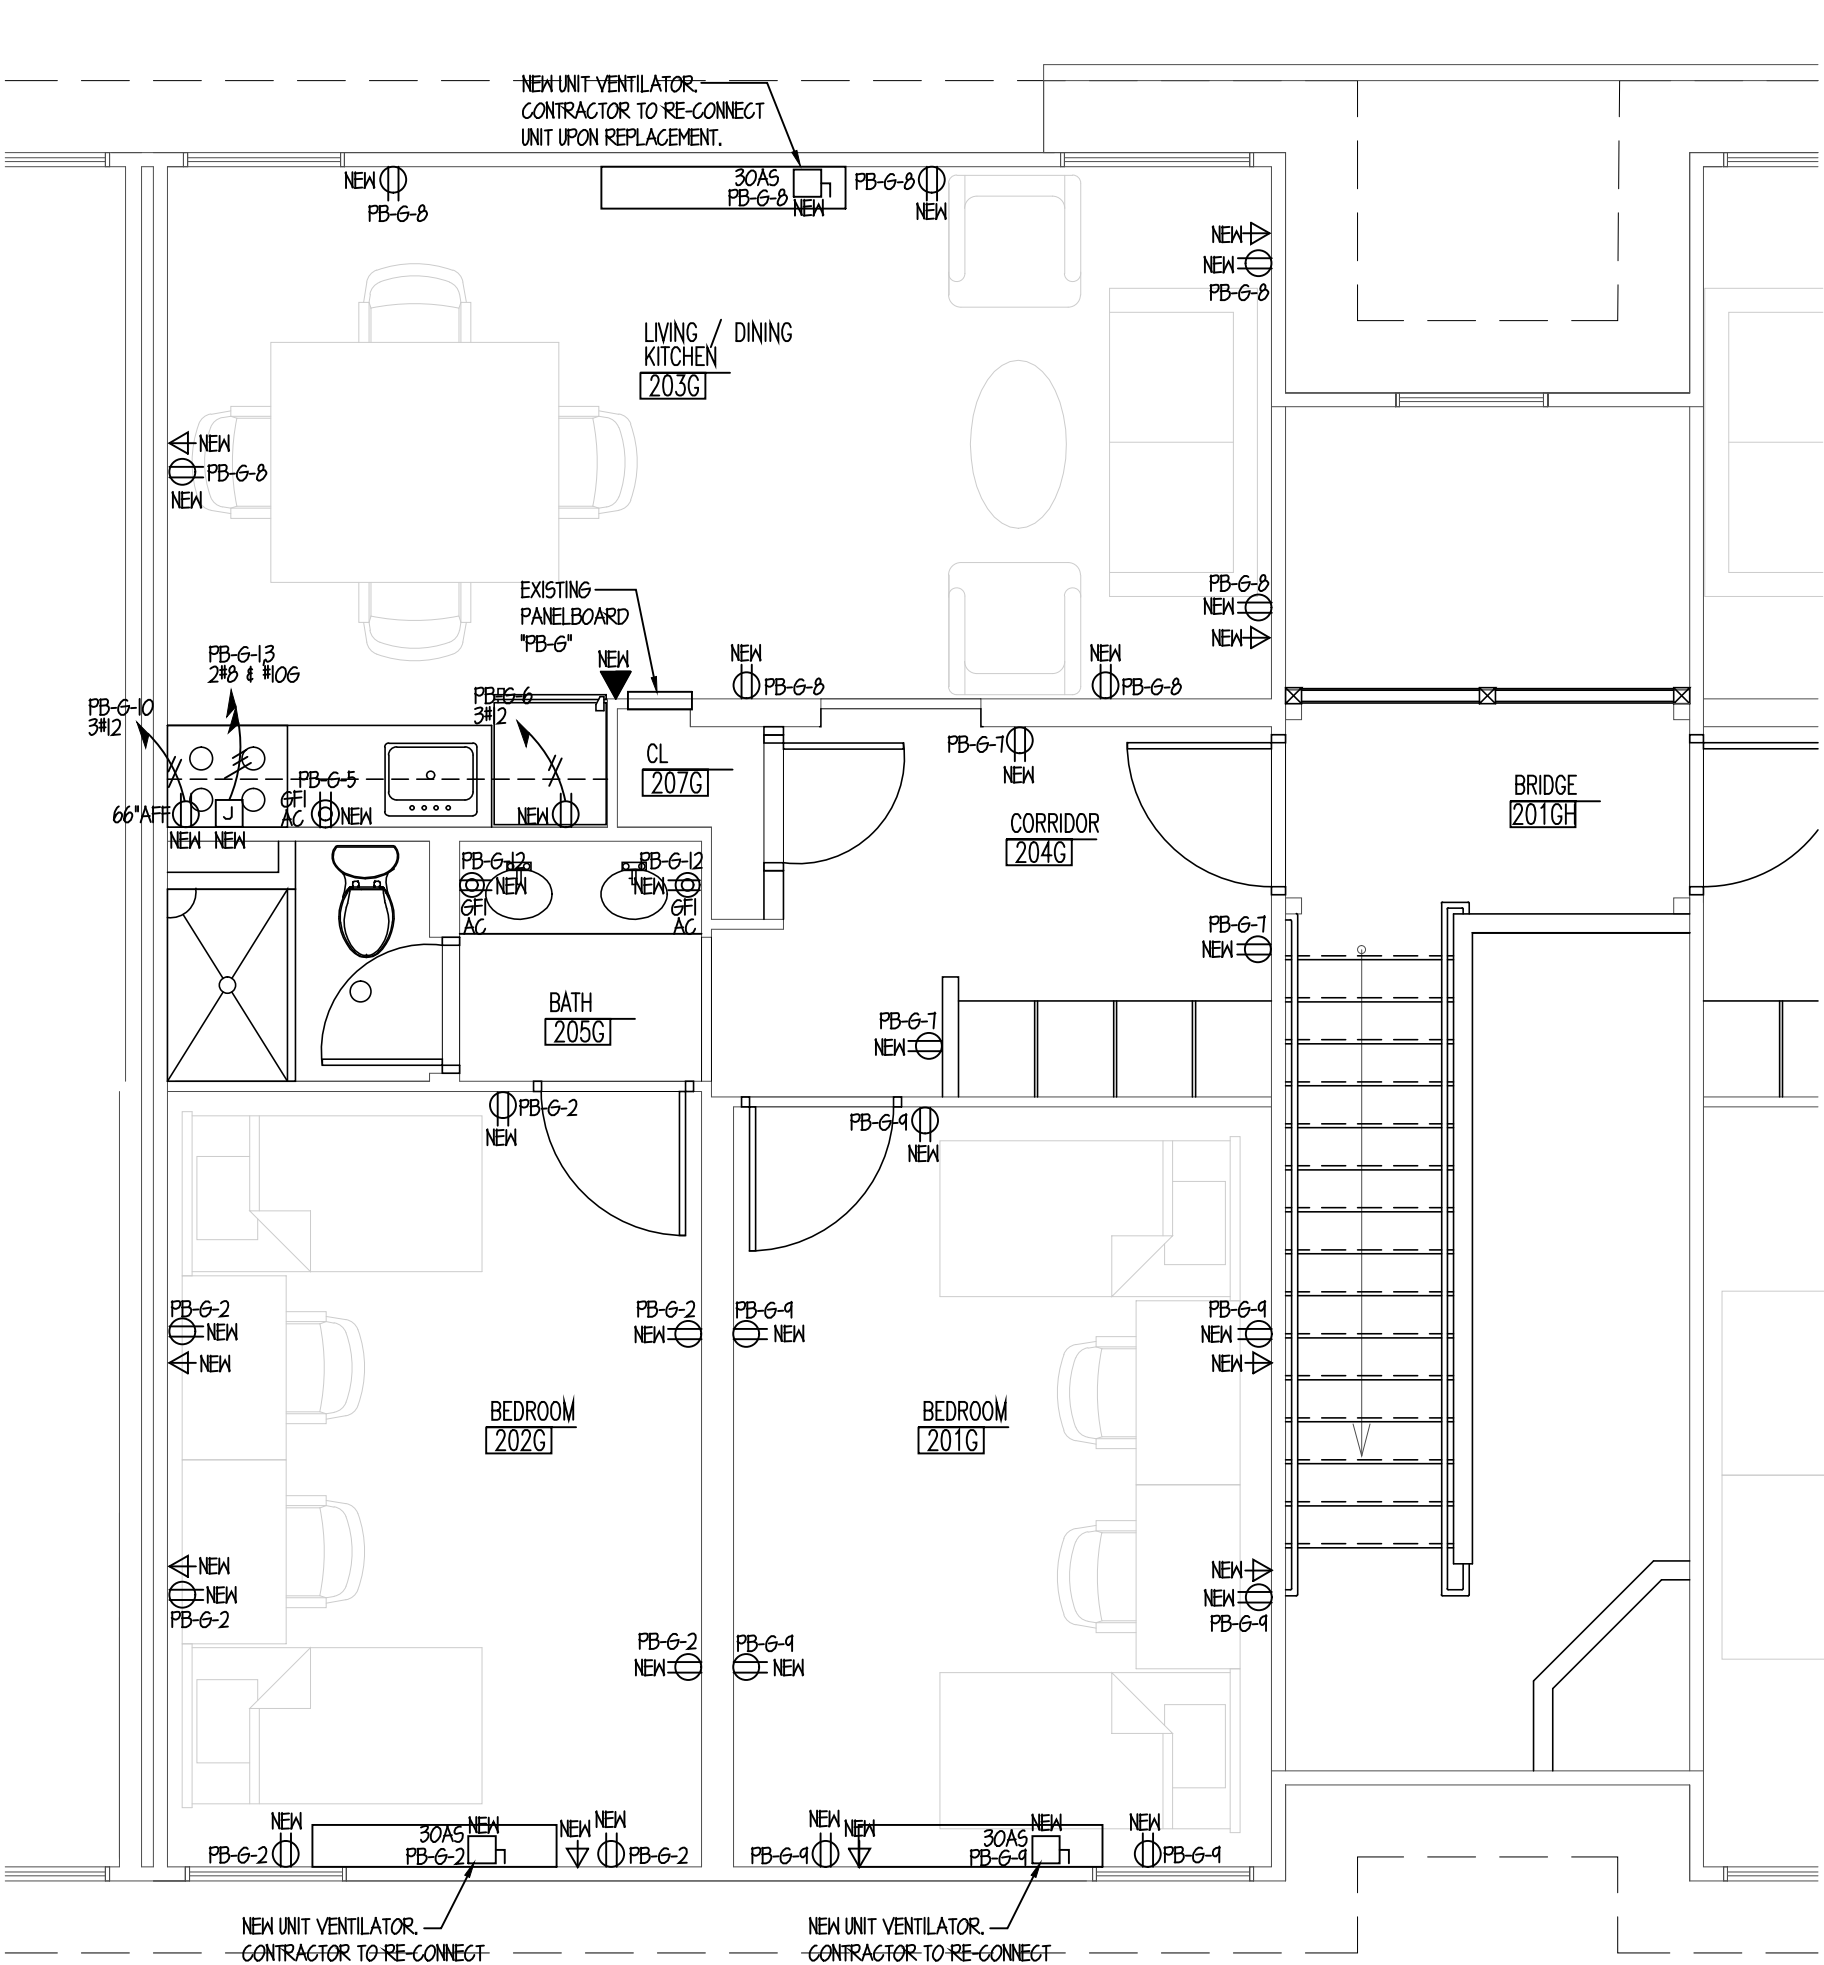 NEW UNIT VENTILATOR.
CONTRACTOR TO RE-CONNECT
UNIT UPON REPLACEMENT.
NEW
PB-G-8
30AS
PB-G-8
NEW
PB-G-8
NEW
NEW
NEW
PB-G-8
LIVING / DINING
KITCHEN
203G
NEW
PB-G-8
NEW
EXISTING
PANELBOARD
"PB-G"
PB-G-8
NEW
NEW
NEW
NEW
PB-G-8
NEW
PB-G-8
PB-G-13
2#8 & #10G
PB-G-10
3#12
PB-G-6
3#12
66"AFF
NEW
J
NEW
PB-G-5
GFI
AC
NEW
NEW
CL
207G
PB-G-7
NEW
CORRIDOR
204G
BRIDGE
201GH
PB-G-12
NEW
GFI
AC
PB-G-12
NEW
GFI
AC
PB-G-7
NEW
BATH
205G
PB-G-7
NEW
PB-G-2
NEW
PB-G-9
NEW
PB-G-2
NEW
NEW
PB-G-2
NEW
PB-G-9
NEW
PB-G-9
NEW
NEW
BEDROOM
202G
BEDROOM
201G
NEW
NEW
PB-G-2
NEW
NEW
PB-G-9
PB-G-2
NEW
PB-G-9
NEW
NEW
PB-G-2
30AS
PB-G-2
NEW
NEW
NEW
PB-G-2
NEW
PB-G-9
NEW
30AS
PB-G-9
NEW
NEW
PB-G-9
NEW UNIT VENTILATOR.
CONTRACTOR TO RE-CONNECT
NEW UNIT VENTILATOR.
CONTRACTOR TO RE-CONNECT